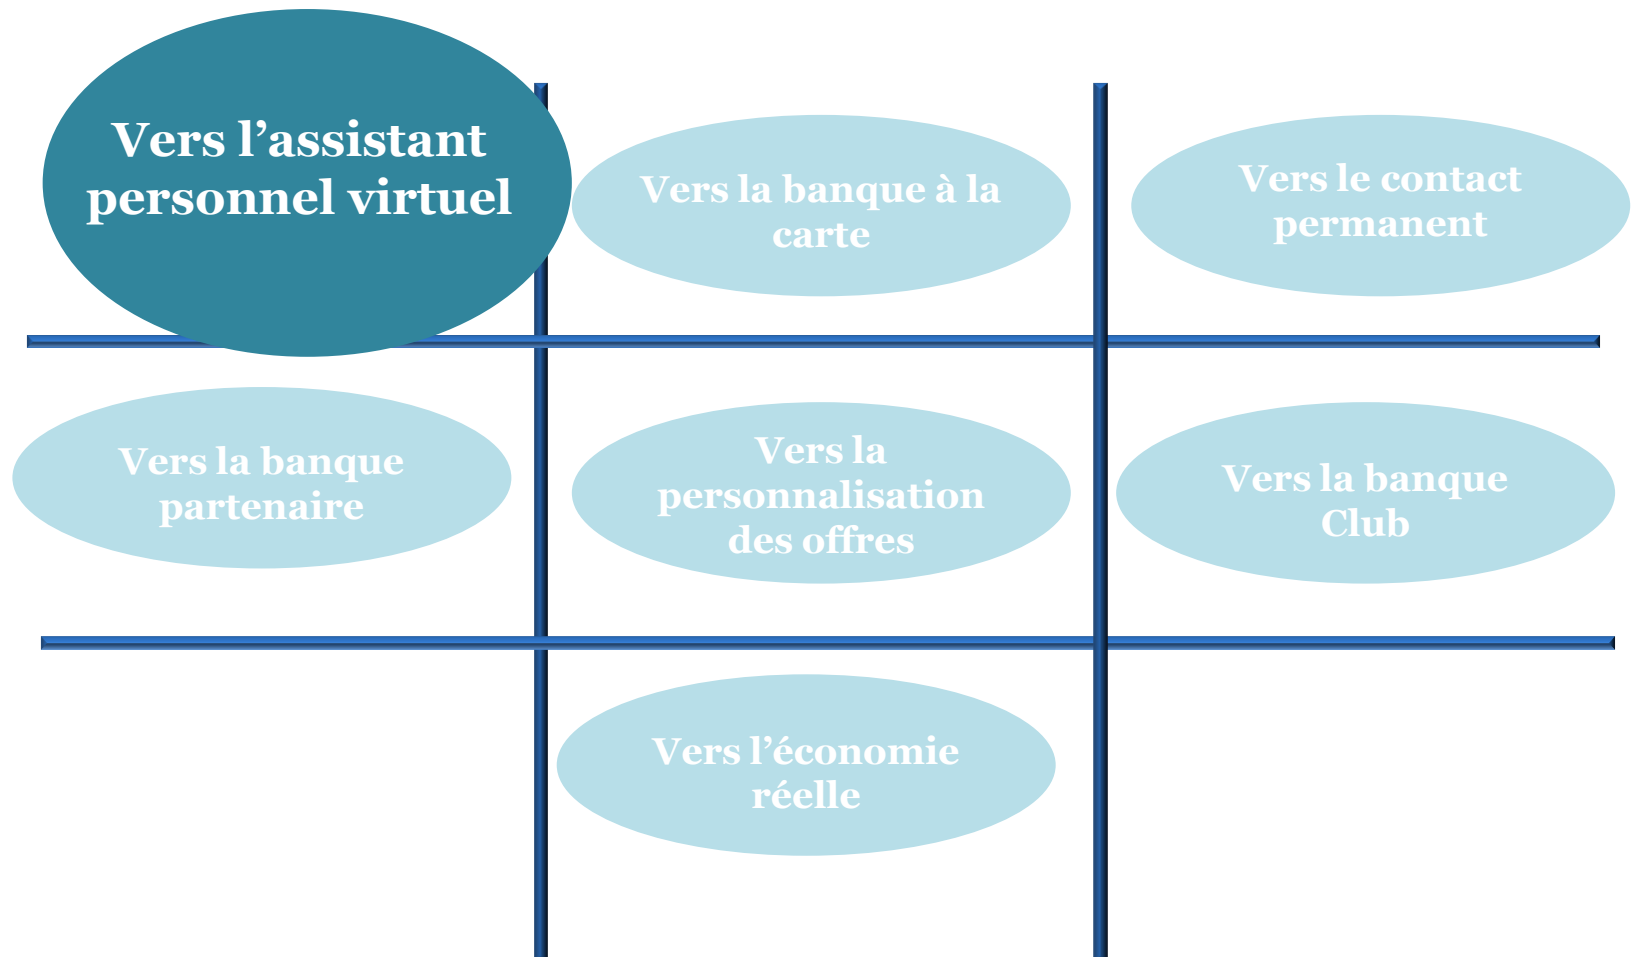 Vers l’assistant
personnel virtuel
Vers la banque à la
carte
Vers le contact
permanent
Vers la banque
partenaire
Vers la
personnalisation
des offres
Vers la banque
Club
Vers l’économie
réelle